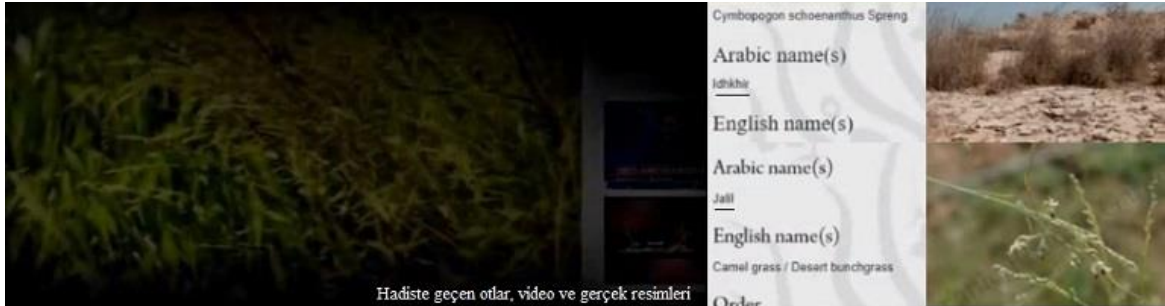 Hadiste geçen otlar, video ve gerçek resimleri
Cymbopogon schoenanthus Spreng
Arabic name(s)
Idhkhir
English name(s)
Arabic name(s)
Jalil
English name(s)
Camel grass / Desert bunchgrass
Order